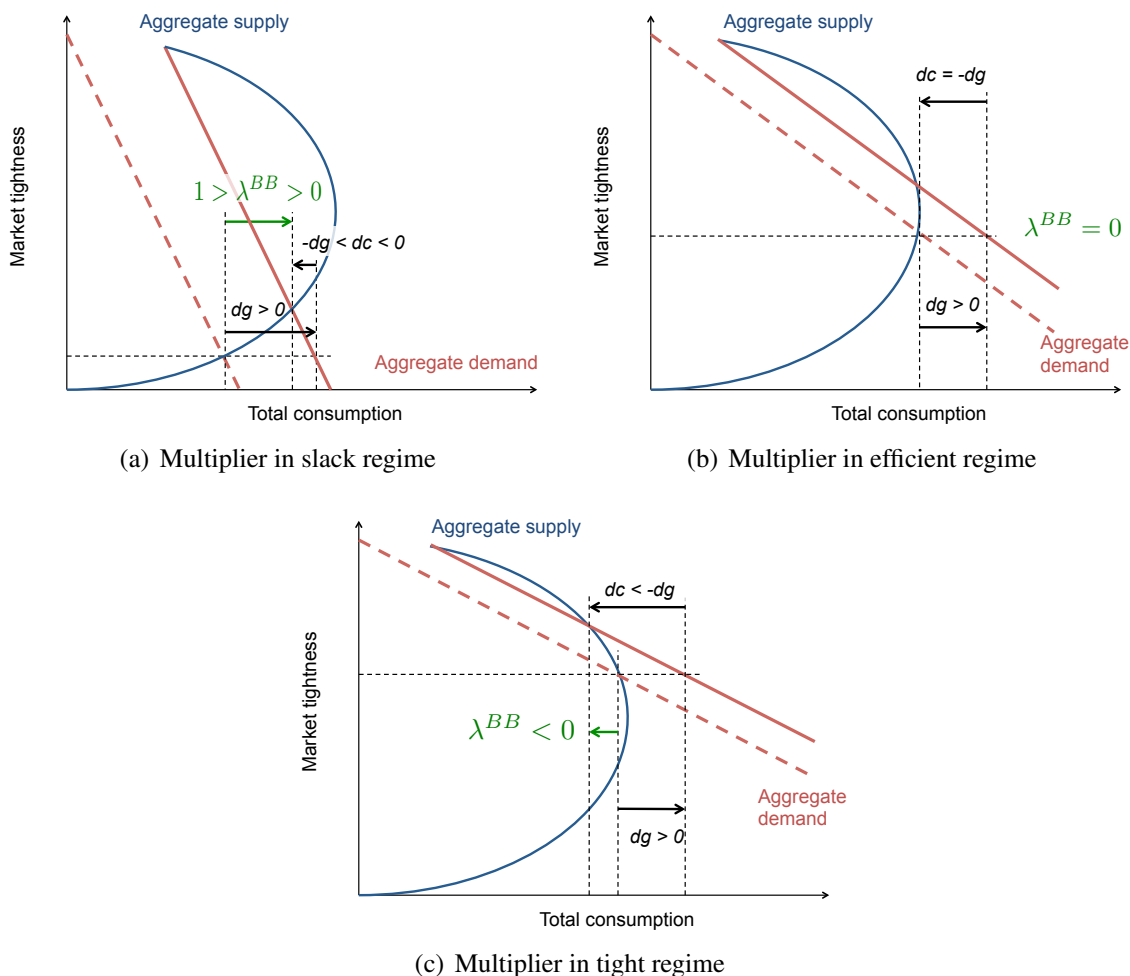 Aggregate supply
Market tightness
1 > λ^{BB} > 0
-dg < dc < 0
dg > 0
Aggregate demand
Total consumption
(a) Multiplier in slack regime
Aggregate supply
Market tightness
dc = -dg
λ^{BB} = 0
dg > 0
Aggregate
demand
Total consumption
(b) Multiplier in efficient regime
Aggregate supply
Market tightness
dc < -dg
λ^{BB} < 0
Aggregate
demand
dg > 0
Total consumption
(c) Multiplier in tight regime